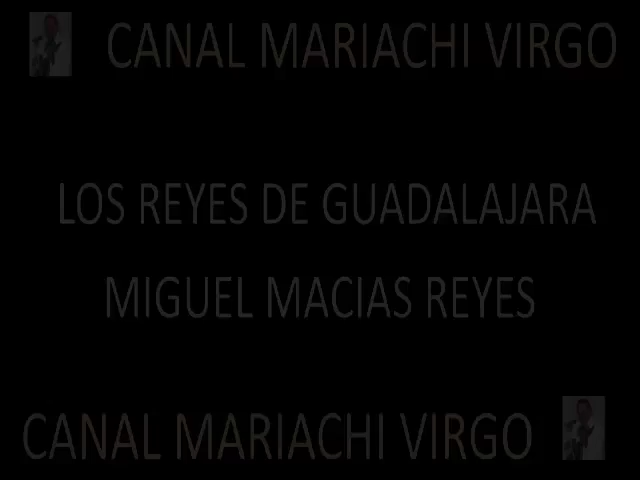 CANAL MARIACHI VIRGO
LOS REYES DE GUADALAJARA
MIGUEL MACIAS REYES
CANAL MARIACHI VIRGO